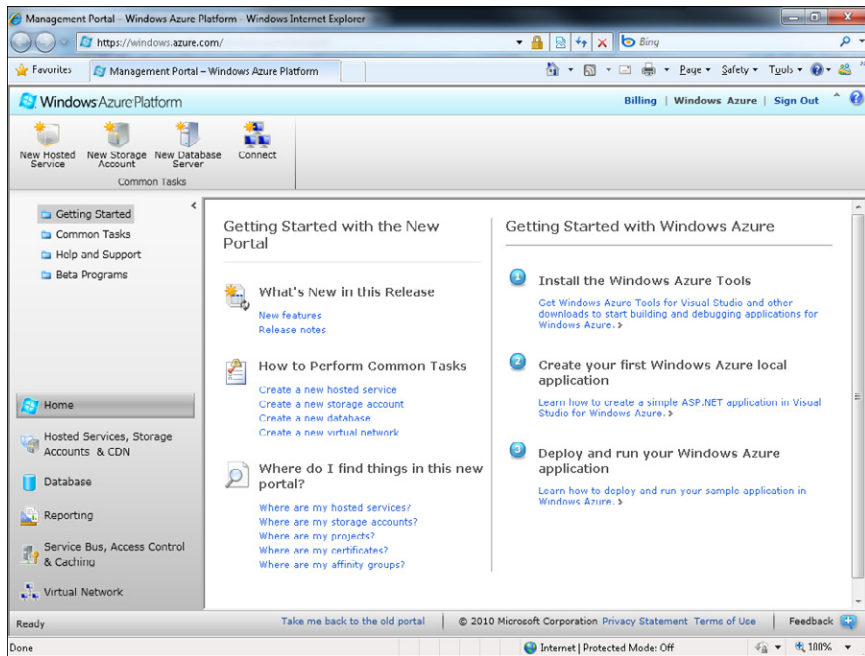 Management Portal - Windows Azure Platform - Windows Internet Explorer
https://windows.azure.com/
Bing
Favorites
Management Portal – Windows Azure Platform
Page
Safety
Tools
Windows Azure Platform
Billing | Windows Azure | Sign Out
New Hosted Service
New Storage Account
New Database Server
Connect
Common Tasks
Getting Started
Common Tasks
Help and Support
Beta Programs
Home
Hosted Services, Storage
Accounts & CDN
Database
Reporting
Service Bus, Access Control
& Caching
Virtual Network
Getting Started with the New
Portal
What's New in this Release
New features
Release notes
How to Perform Common Tasks
Create a new hosted service
Create a new storage account
Create a new database
Create a new virtual network
Where do I find things in this new
portal?
Where are my hosted services?
Where are my storage accounts?
Where are my projects?
Where are my certificates?
Where are my affinity groups?
Getting Started with Windows Azure
1
Install the Windows Azure Tools
Get Windows Azure Tools for Visual Studio and other
downloads to start building and debugging applications for
Windows Azure.
2
Create your first Windows Azure local
application
Learn how to create a simple ASP.NET application in Visual
Studio for Windows Azure.
3
Deploy and run your Windows Azure
application
Learn how to deploy and run your sample application in
Windows Azure.
Ready
Take me back to the old portal
© 2010 Microsoft Corporation Privacy Statement Terms of Use
Feedback
Done
Internet | Protected Mode: Off
100%